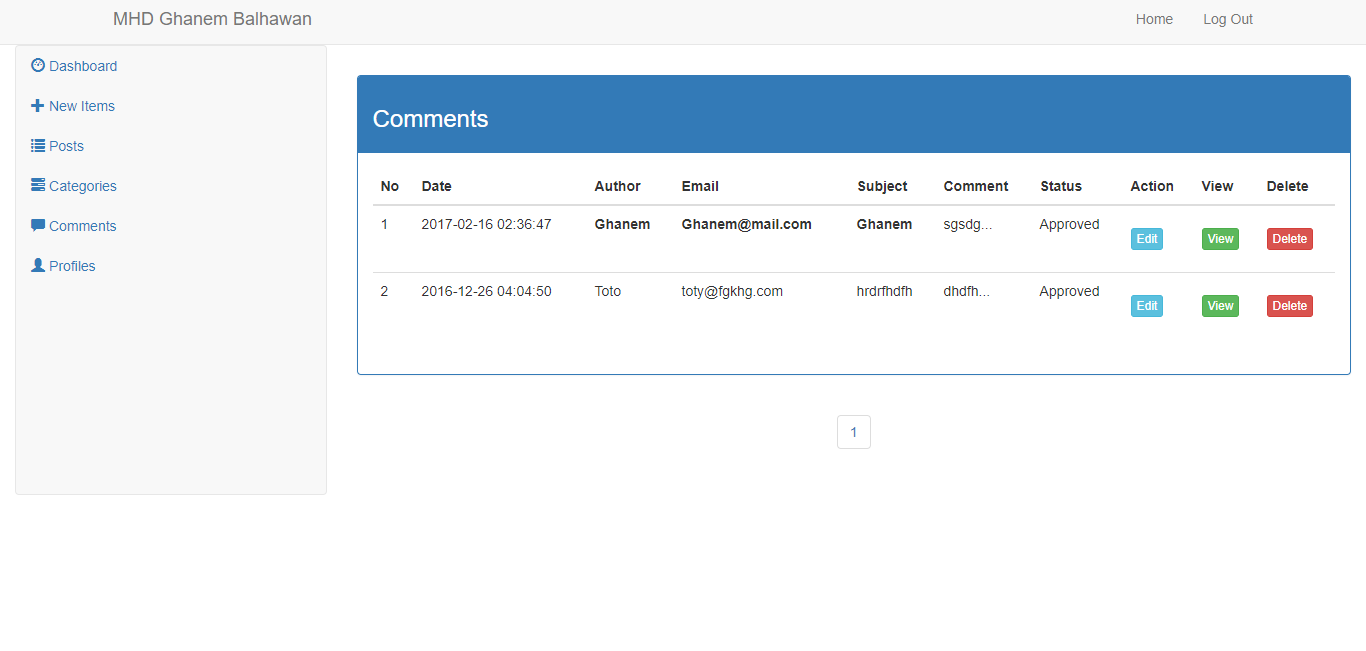 MHD Ghanem Balhawan Home Log Out
Dashboard
New Items
Posts
Categories
Comments
Profiles
Comments
No Date Author Email Subject Comment Status Action View Delete
1 2017-02-16 02:36:47 Ghanem Ghanem@mail.com Ghanem sgsdg... Approved Edit View Delete
2 2016-12-26 04:04:50 Toto toty@fgkhg.com hrdrfhdfh dhdfh... Approved Edit View Delete
1